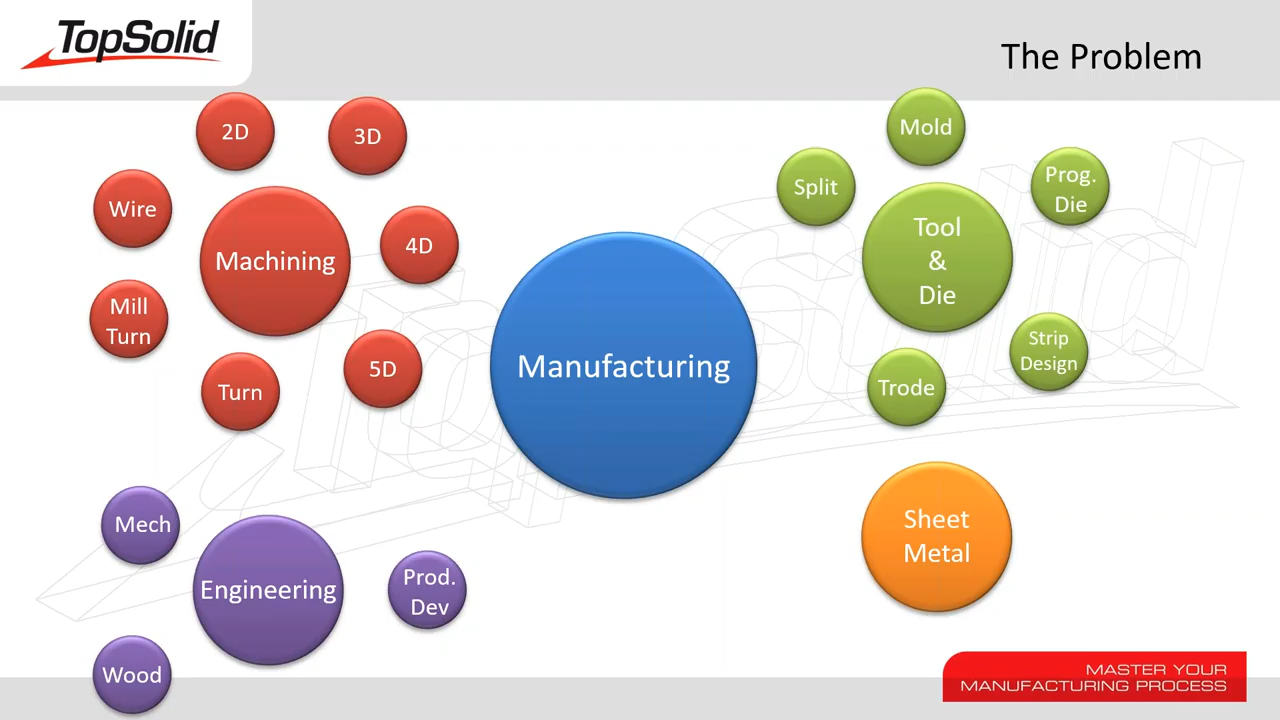 TopSolid
The Problem
2D
3D
Wire
Machining
4D
Mill
Turn
Turn
5D
Manufacturing
Mold
Split
Prog.
Die
Tool
&
Die
Strip
Design
Trode
Mech
Engineering
Prod.
Dev
Wood
Sheet
Metal
MASTER YOUR
MANUFACTURING PROCESS
TopSolid